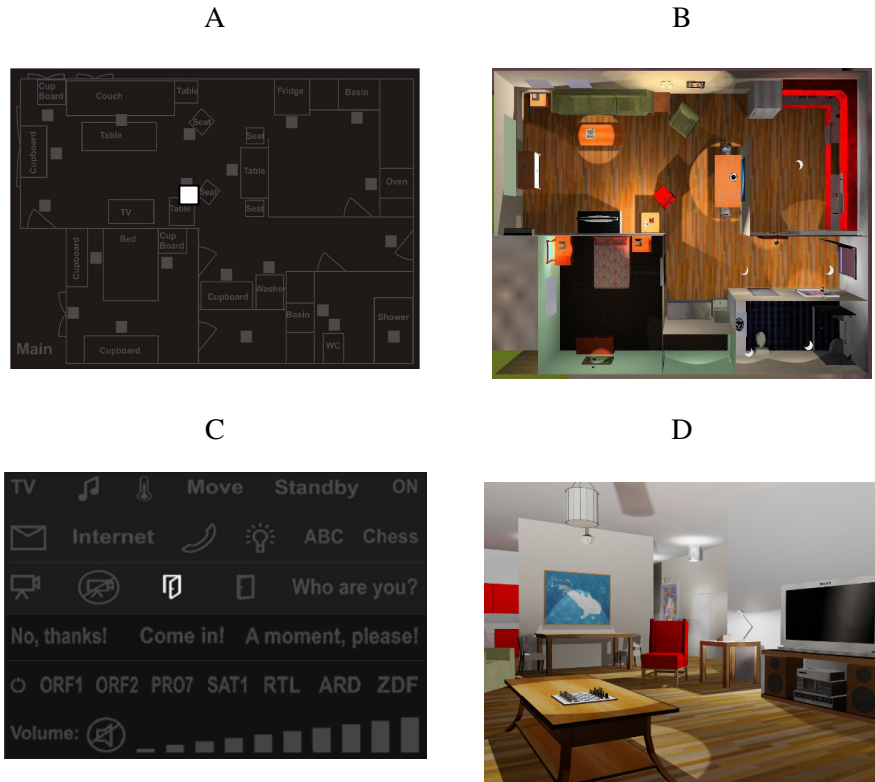 A
B
Cup
Board
Couch
Table
Fridge
Basin
Seat
Cupboard
Table
Seat
Table
Seat
Oven
Table
Seat
TV
Bed
Cup
Board
Cupboard
Cupboard
Washer
Basin
Shower
Main
Cupboard
WC
C
D
TV Move Standby ON
Internet ABC Chess
Who are you?
No, thanks! Come in! A moment, please!
ORF1 ORF2 PRO7 SAT1 RTL ARD ZDF
Volume: